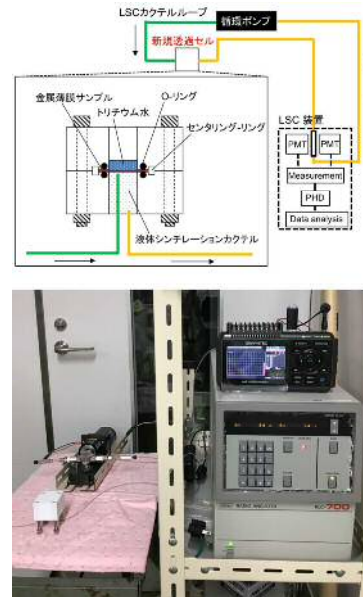 LSCカクテルループ
循環ポンプ
新規透過セル
金属薄膜サンプル
O-リング
トリチウム水
センタリング-リング
LSC 装置
PMT
PMT
Measurement
PHD
Data analysis
液体シンチレーションカクテル
GRAPHTEC
700